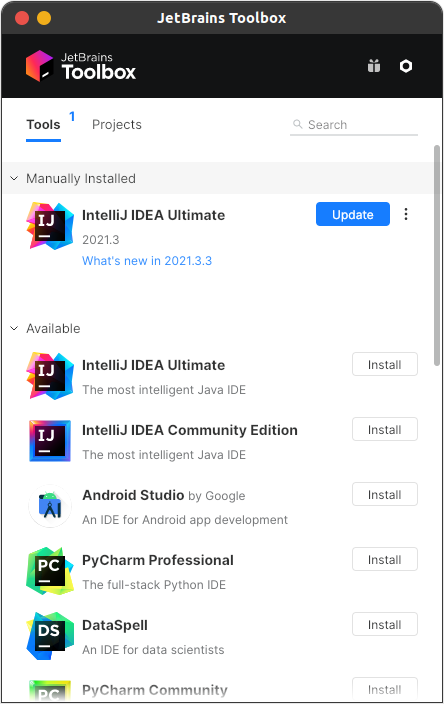 JetBrains Toolbox
JetBrains
Toolbox
Tools 1 Projects Search
Manually Installed
IJ IntelliJ IDEA Ultimate Update
2021.3
What's new in 2021.3.3
Available
IJ IntelliJ IDEA Ultimate Install
The most intelligent Java IDE
IJ IntelliJ IDEA Community Edition Install
The most intelligent Java IDE
Android Studio by Google Install
An IDE for Android app development
PC PyCharm Professional Install
The full-stack Python IDE
DS DataSpell Install
An IDE for data scientists
PC PyCharm Community Install